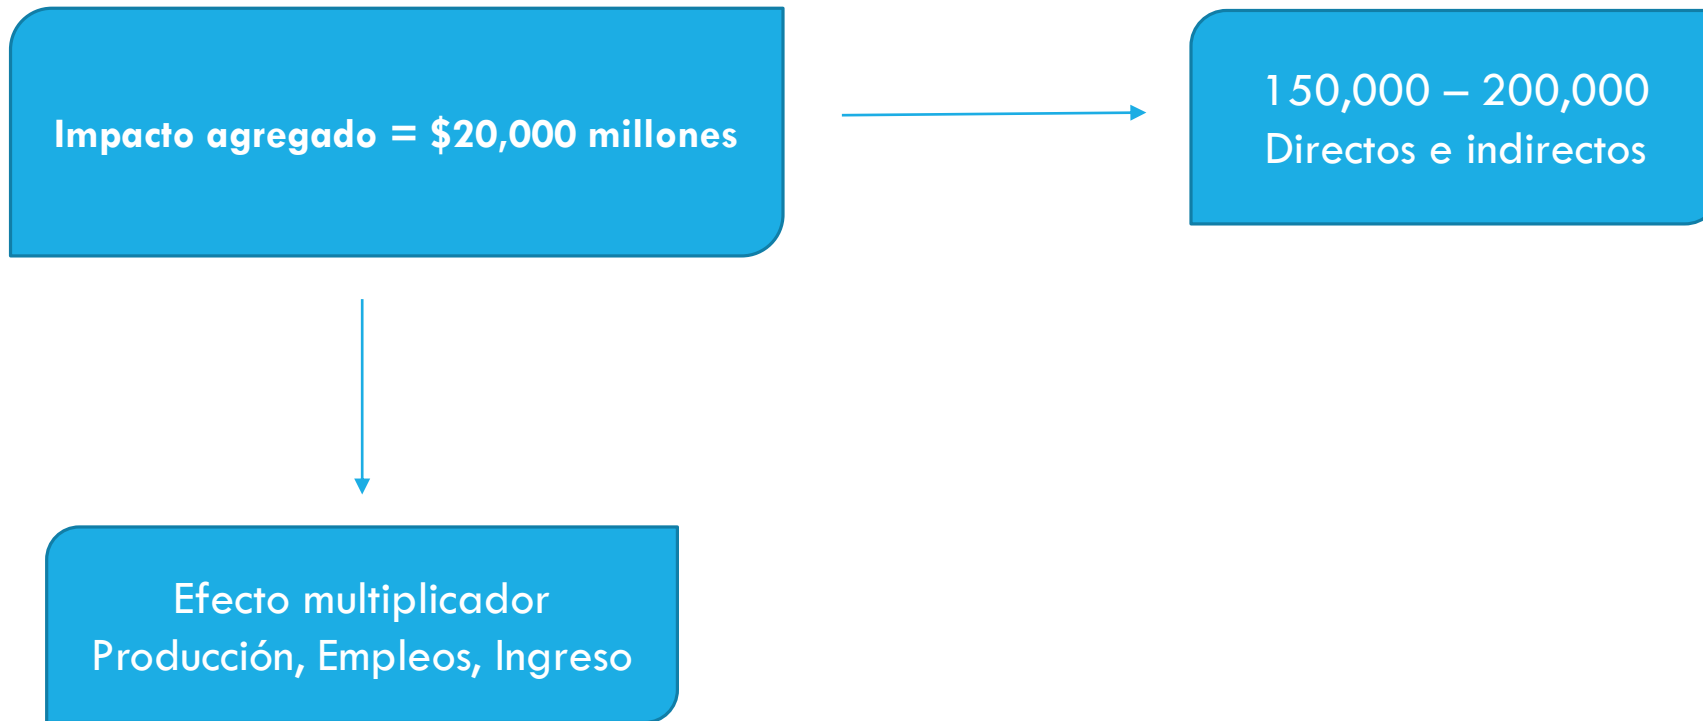 Impacto agregado = $20,000 millones
150,000 – 200,000
Directos e indirectos
Efecto multiplicador
Producción, Empleos, Ingreso